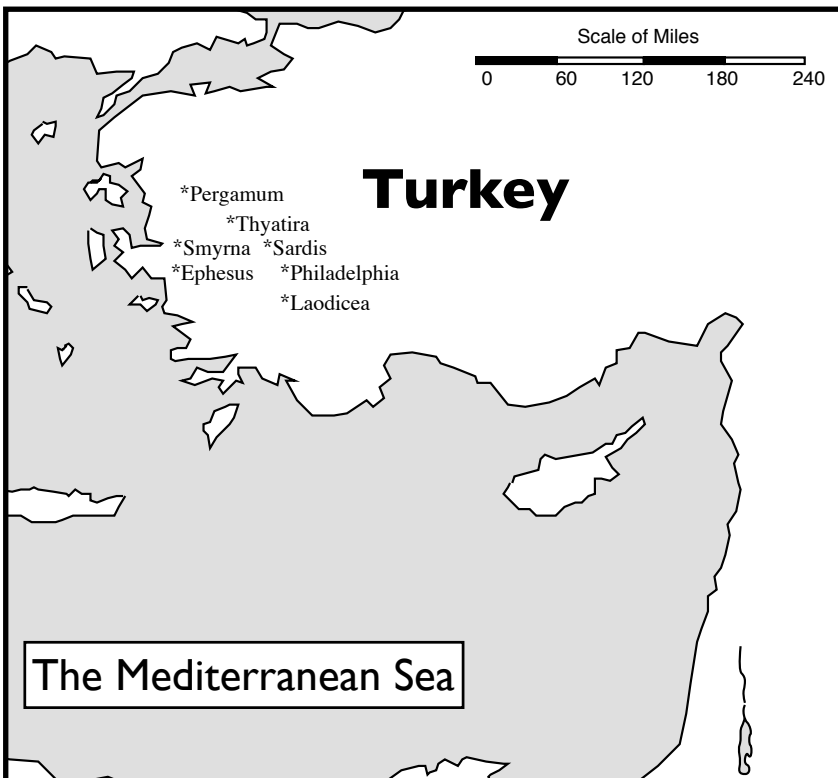 Scale of Miles
0 60 120 180 240
Turkey
*Pergamum
*Thyatira
*Smyrna *Sardis
*Ephesus *Philadelphia
*Laodicea
The Mediterranean Sea